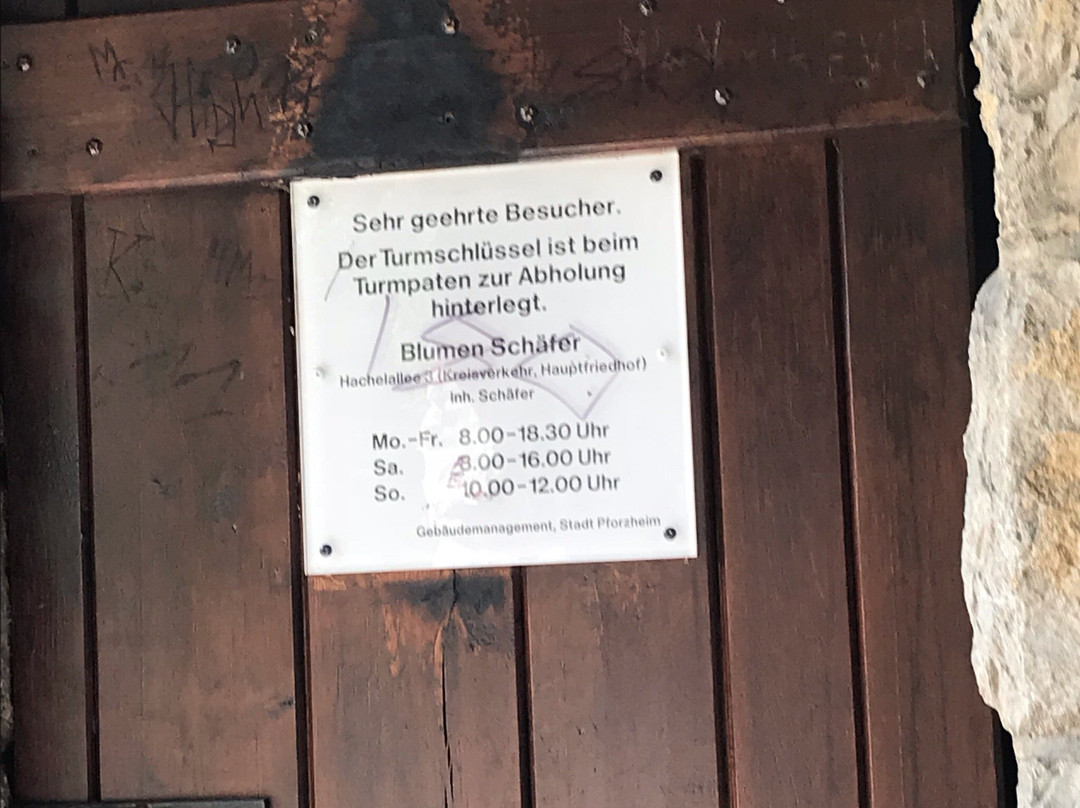 Sehr geehrte Besucher.
Der Turmschlüssel ist beim
Turmpaten zur Abholung
hinterlegt.
Blumen Schäfer
Hachelallee 3 (Kreisverkehr, Hauptfriedhof)
Inh. Schäfer
Mo.-Fr. 8.00-18.30 Uhr
Sa. 8.00-16.00 Uhr
So. 10.00-12.00 Uhr
Gebäudemanagement, Stadt Pforzheim